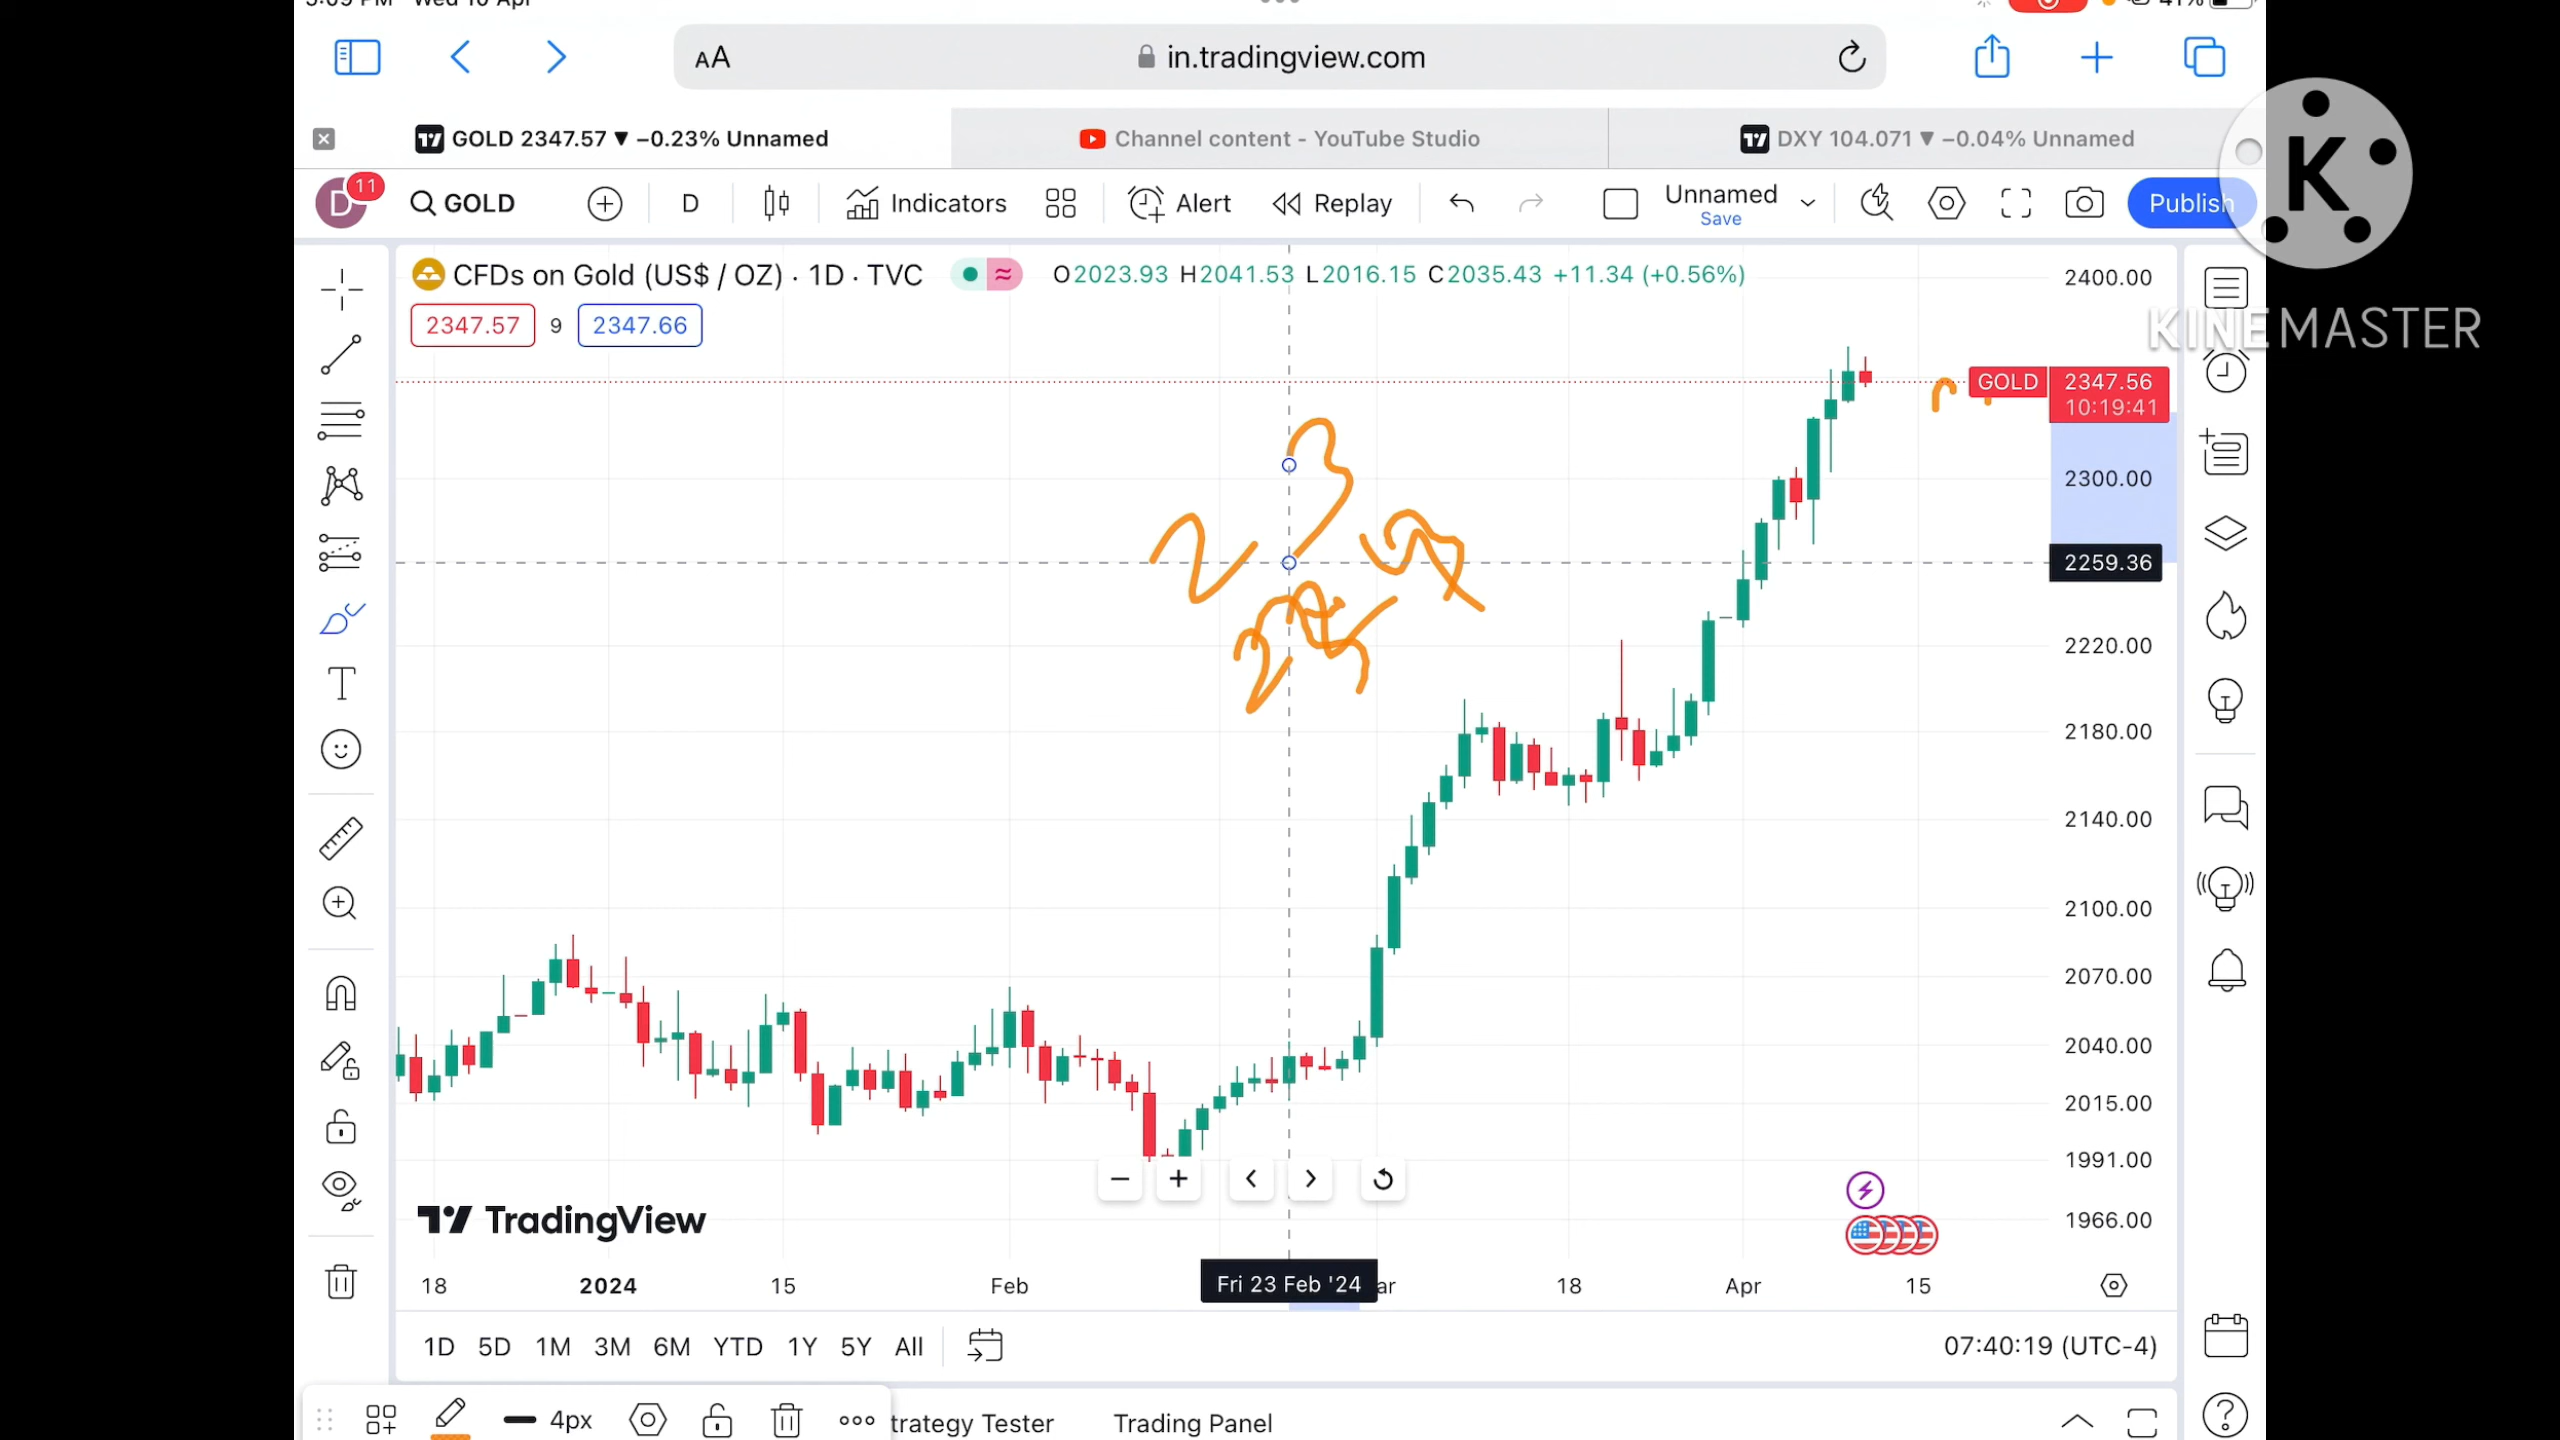 AA in.tradingview.com
GOLD 2347.57 ▼ −0.23% Unnamed
Channel content - YouTube Studio
DXY 104.071 ▼ −0.04% Unnamed
D 11 GOLD D Indicators Alert Replay Unnamed Save Publish
K
KINEMASTER
CFDs on Gold (US$ / OZ) · 1D · TVC O2023.93 H2041.53 L2016.15 C2035.43 +11.34 (+0.56%)
2347.57 9 2347.66
2400.00
GOLD 2347.56
10:19:41
2300.00
2259.36
2220.00
2180.00
2140.00
2100.00
2070.00
2040.00
2015.00
1991.00
1966.00
TradingView
18 2024 15 Feb Fri 23 Feb '24 ar 18 Apr 15
1D 5D 1M 3M 6M YTD 1Y 5Y All 07:40:19 (UTC-4)
4px trategy Tester Trading Panel